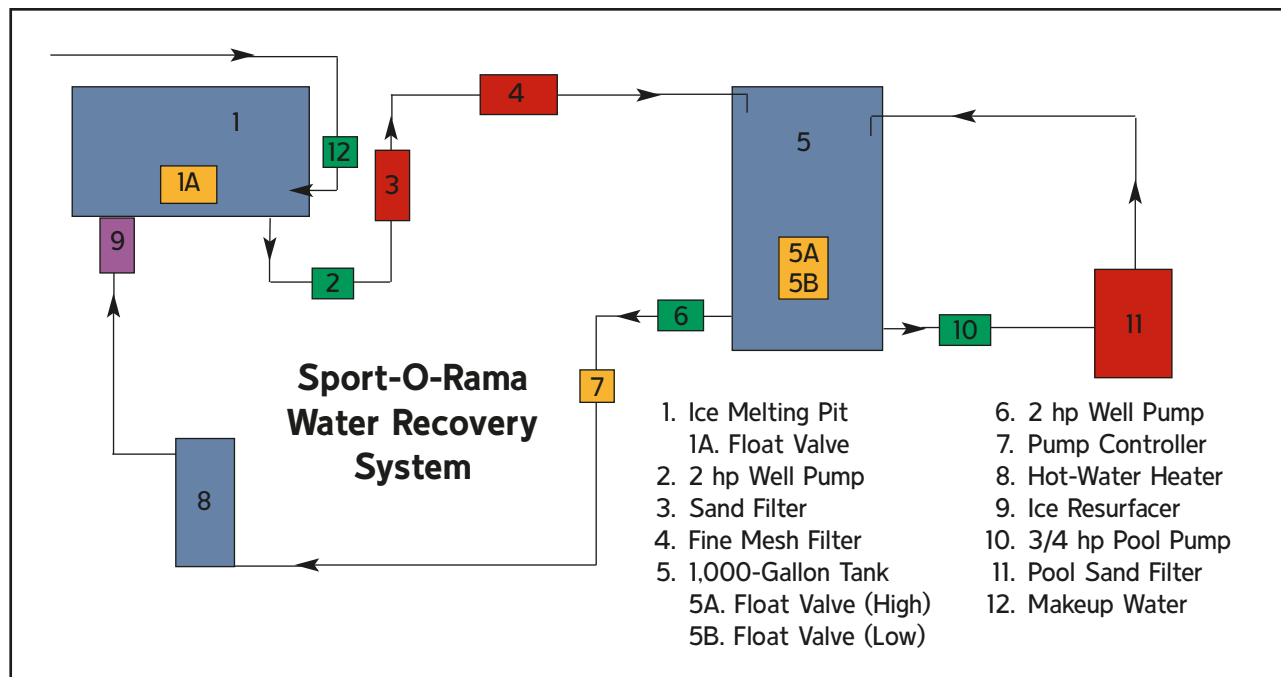 1
1A
12
3
4
5
5A
5B
9
2
6
10
11
7
8
Sport-O-Rama
Water Recovery
System
1. Ice Melting Pit
1A. Float Valve
2. 2 hp Well Pump
3. Sand Filter
4. Fine Mesh Filter
5. 1,000-Gallon Tank
5A. Float Valve (High)
5B. Float Valve (Low)
6. 2 hp Well Pump
7. Pump Controller
8. Hot-Water Heater
9. Ice Resurfacer
10. 3/4 hp Pool Pump
11. Pool Sand Filter
12. Makeup Water